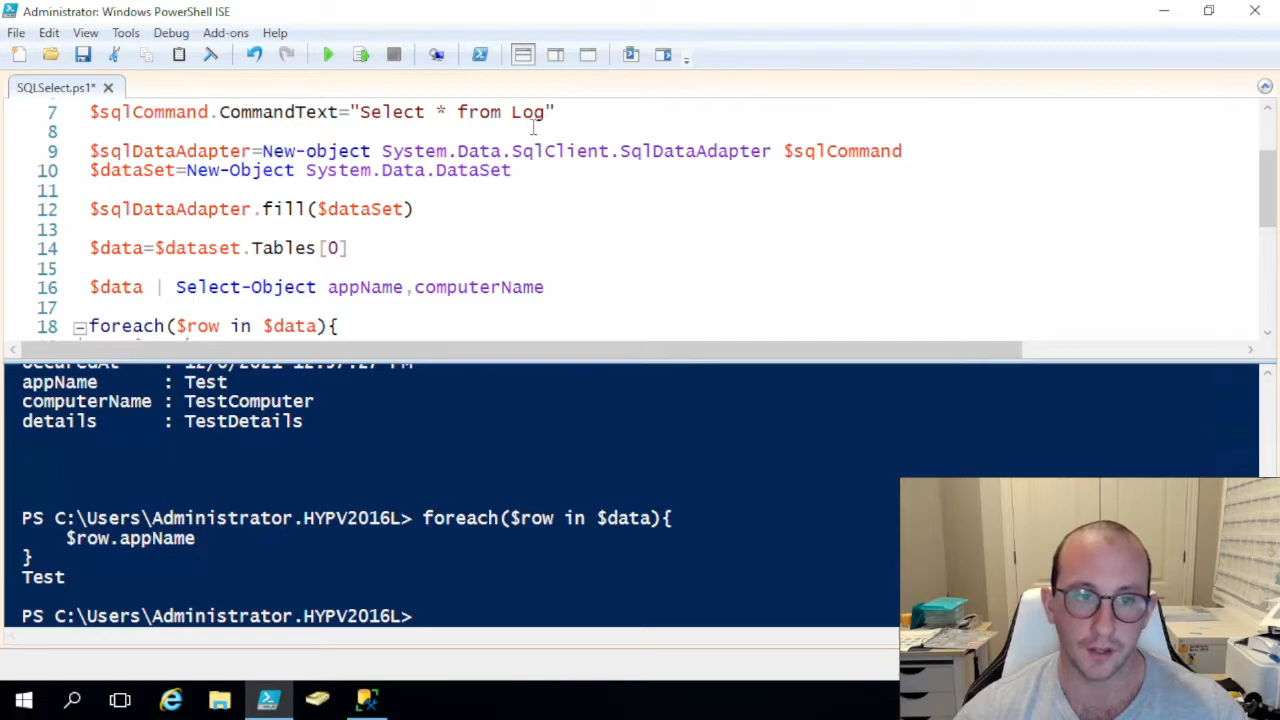 Administrator: Windows PowerShell ISE
File Edit View Tools Debug Add-ons Help
SQLSelect.ps1*
7 $sqlCommand.CommandText="Select * from Log"
8
9 $sqlDataAdapter=New-object System.Data.SqlClient.SqlDataAdapter $sqlCommand
10 $dataSet=New-Object System.Data.DataSet
11
12 $sqlDataAdapter.fill($dataSet)
13
14 $data=$dataset.Tables[0]
15
16 $data | Select-Object appName,computerName
17
18 foreach($row in $data){
appName : Test
computerName : TestComputer
details : TestDetails
PS C:\Users\Administrator.HYPV2016L> foreach($row in $data){
$row.appName
}
Test
PS C:\Users\Administrator.HYPV2016L>